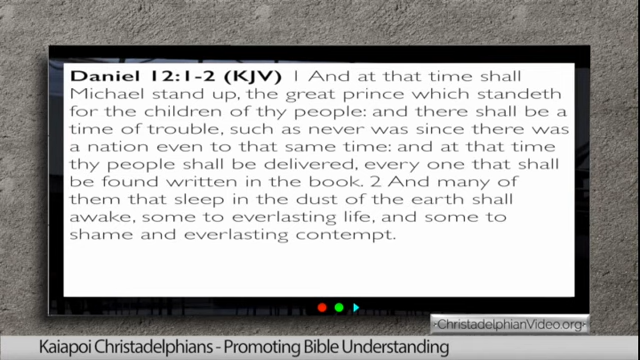 Daniel 12:1-2 (KJV) 1 And at that time shall
Michael stand up, the great prince which standeth
for the children of thy people: and there shall be a
time of trouble, such as never was since there was
a nation even to that same time: and at that time
thy people shall be delivered, every one that shall
be found written in the book. 2 And many of
them that sleep in the dust of the earth shall
awake, some to everlasting life, and some to
shame and everlasting contempt.
-ChristadelphianVideo.org-
Kaiapoi Christadelphians - Promoting Bible Understanding